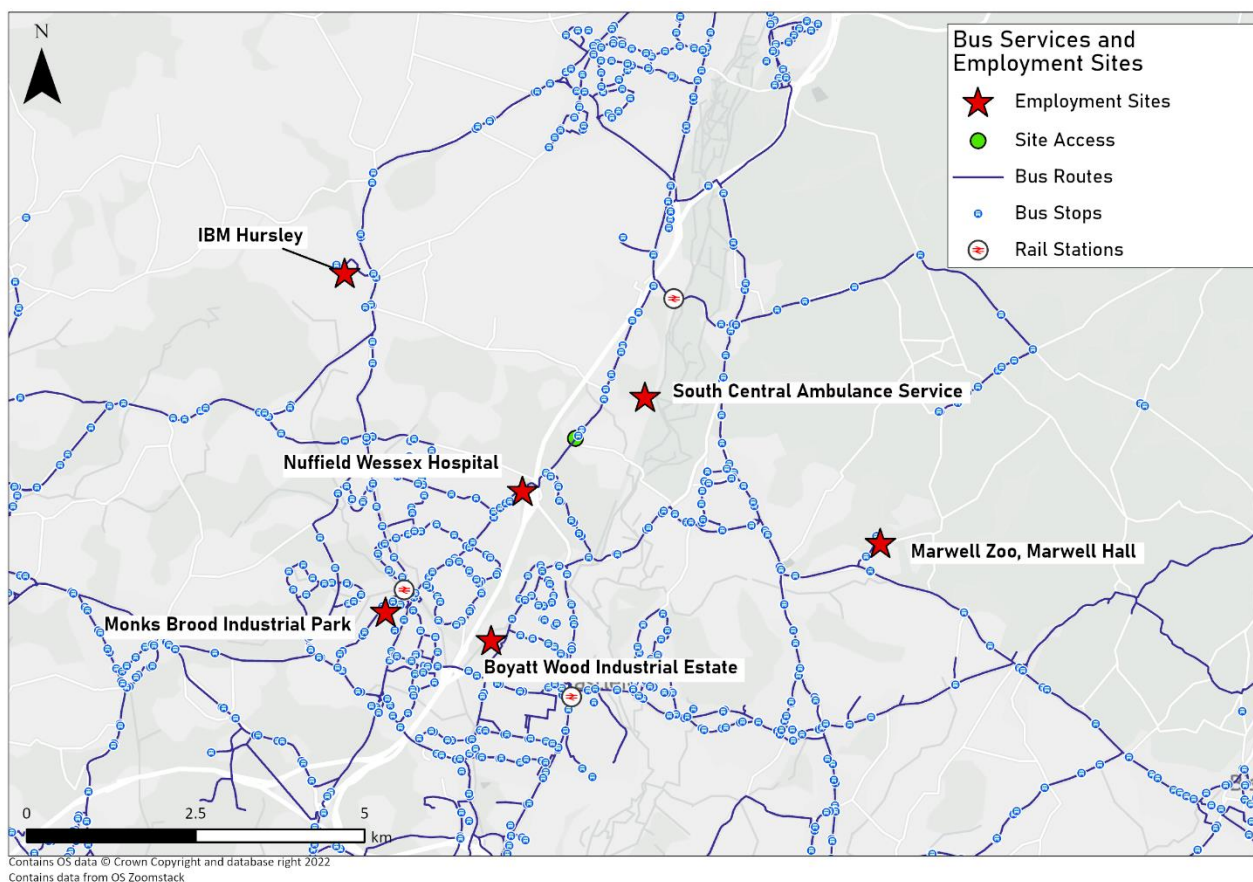 N
Bus Services and
Employment Sites
Employment Sites
Site Access
Bus Routes
Bus Stops
Rail Stations
IBM Hursley
South Central Ambulance Service
Nuffield Wessex Hospital
Marwell Zoo, Marwell Hall
Monks Brood Industrial Park
Boyatt Wood Industrial Estate
0 2.5 5
km
Contains OS data © Crown Copyright and database right 2022
Contains data from OS Zoomstack